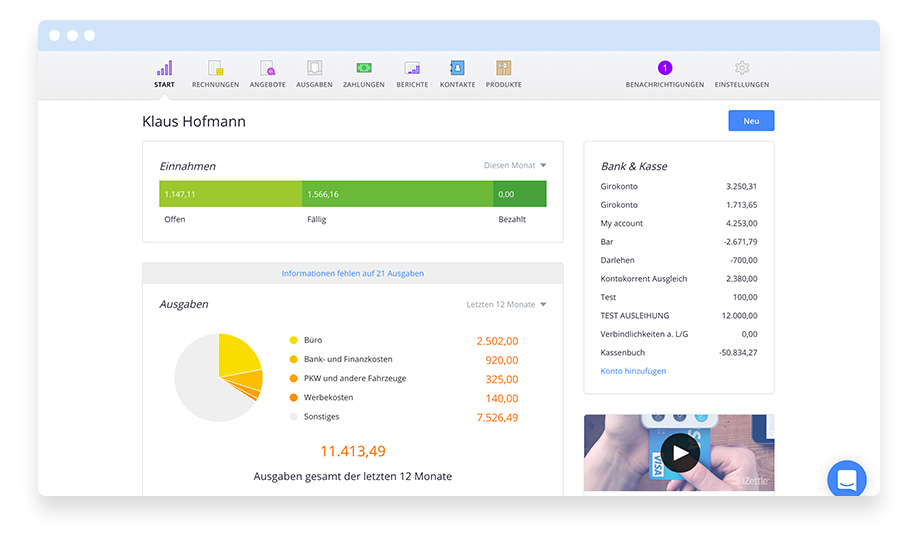 1
START RECHNUNGEN ANGEBOTE AUSGABEN ZAHLUNGEN BERICHTE KONTAKTE PRODUKTE BENACHRICHTIGUNGEN EINSTELLUNGEN
Klaus Hofmann
Neu
Einnahmen Diesen Monat
1.147,11 1.566,16 0,00
Offen Fällig Bezahlt
Informationen fehlen auf 21 Ausgaben
Ausgaben Letzten 12 Monate
Büro 2.502,00
Bank- und Finanzkosten 920,00
PKW und andere Fahrzeuge 325,00
Werbekosten 140,00
Sonstiges 7.526,49
11.413,49
Ausgaben gesamt der letzten 12 Monate
Bank & Kasse
Girokonto 3.250,31
Girokonto 1.713,65
My account 4.253,00
Bar -2.671,79
Darlehen -700,00
Kontokorrent Ausgleich 2.380,00
Test 100,00
TEST AUSLEIHUNG 12.000,00
Verbindlichkeiten a. L/G 0,00
Kassenbuch -50.834,27
Konto hinzufügen
VISA
iZettle